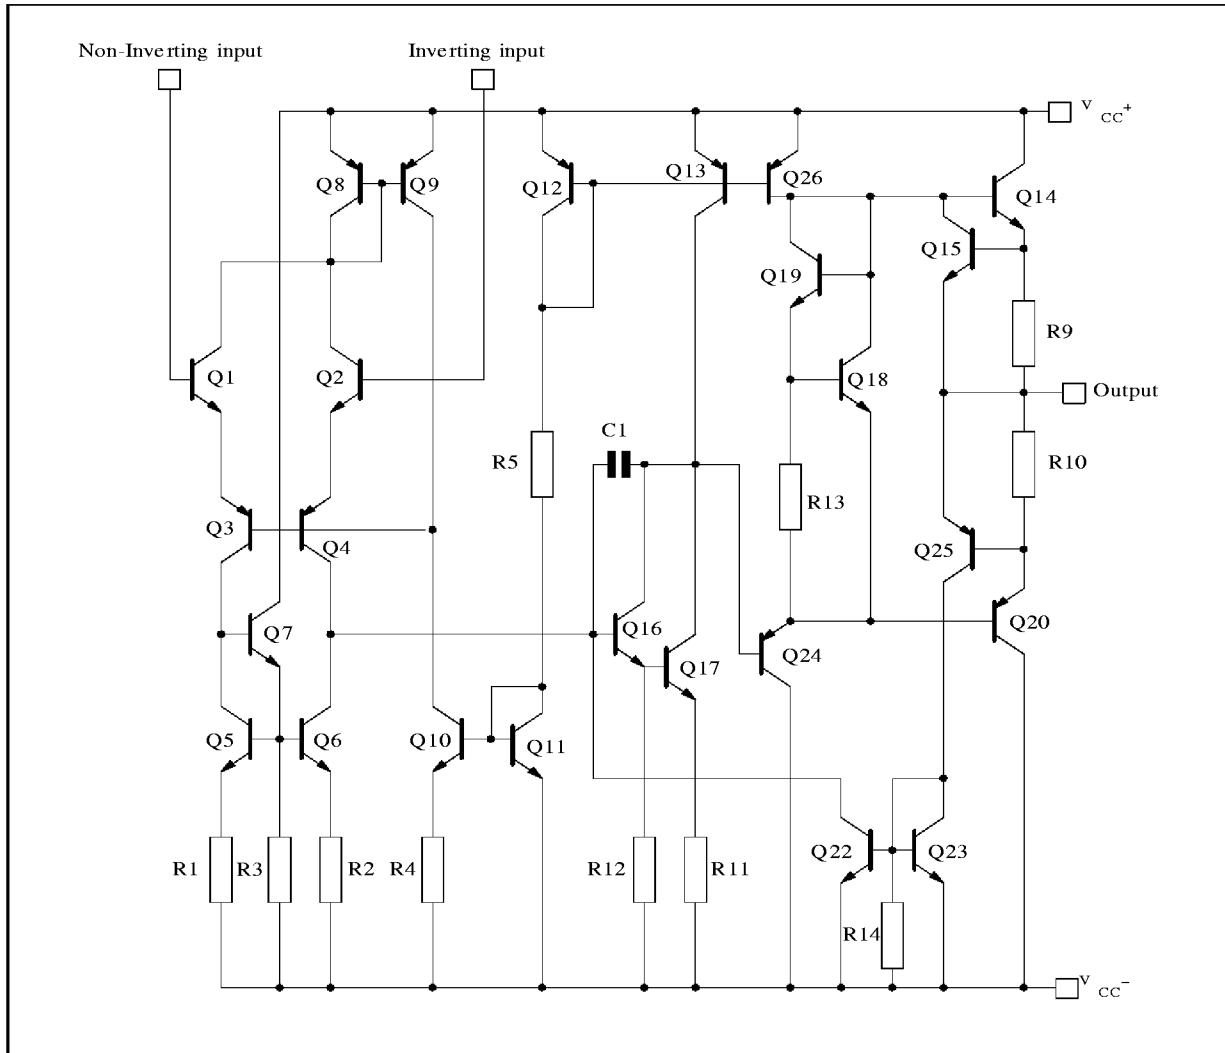 Non-Inverting input
Inverting input
V CC +
Q8
Q9
Q12
Q13
Q26
Q14
Q15
Q19
R9
Q1
Q2
Q18
Output
C1
R5
R10
R13
Q3
Q4
Q25
Q7
Q16
Q17
Q24
Q20
Q5
Q6
Q10
Q11
Q22
Q23
R1
R3
R2
R4
R12
R11
R14
V CC -